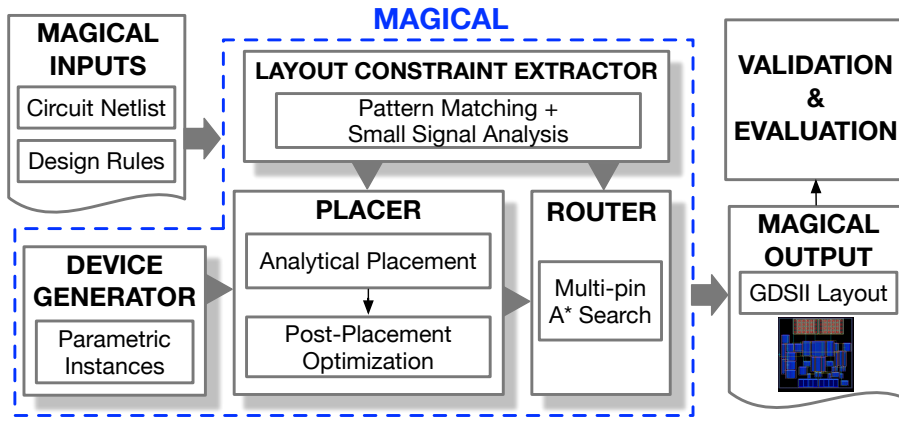 MAGICAL
MAGICAL
INPUTS
Circuit Netlist
Design Rules
LAYOUT CONSTRAINT EXTRACTOR
Pattern Matching +
Small Signal Analysis
DEVICE
GENERATOR
Parametric
Instances
PLACER
Analytical Placement
Post-Placement
Optimization
ROUTER
Multi-pin
A* Search
VALIDATION
&
EVALUATION
MAGICAL
OUTPUT
GDSII Layout